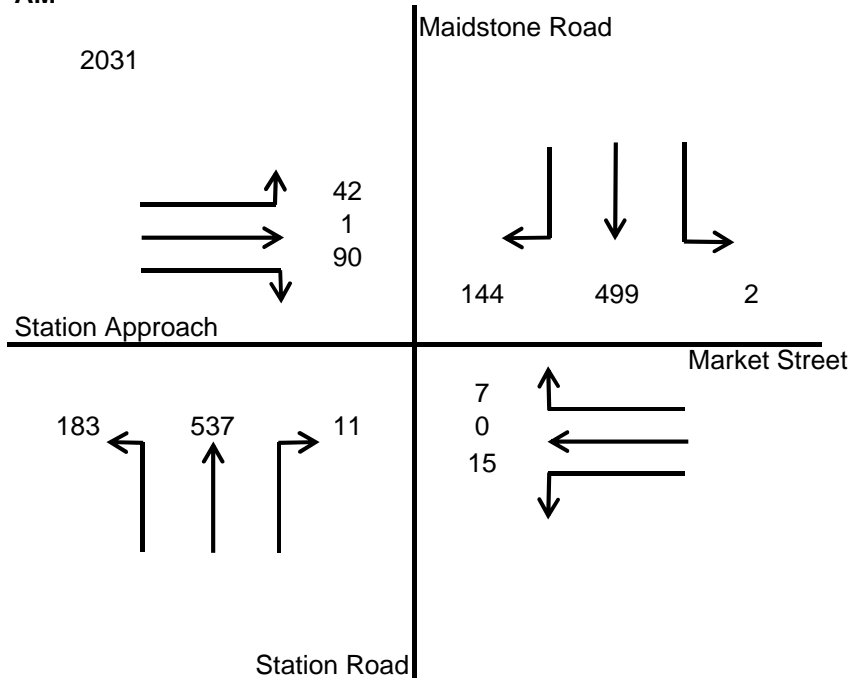 AM
Maidstone Road
2031
42
1
90
144 499 2
Station Approach
Market Street
7
183 537 11 0
15
Station Road